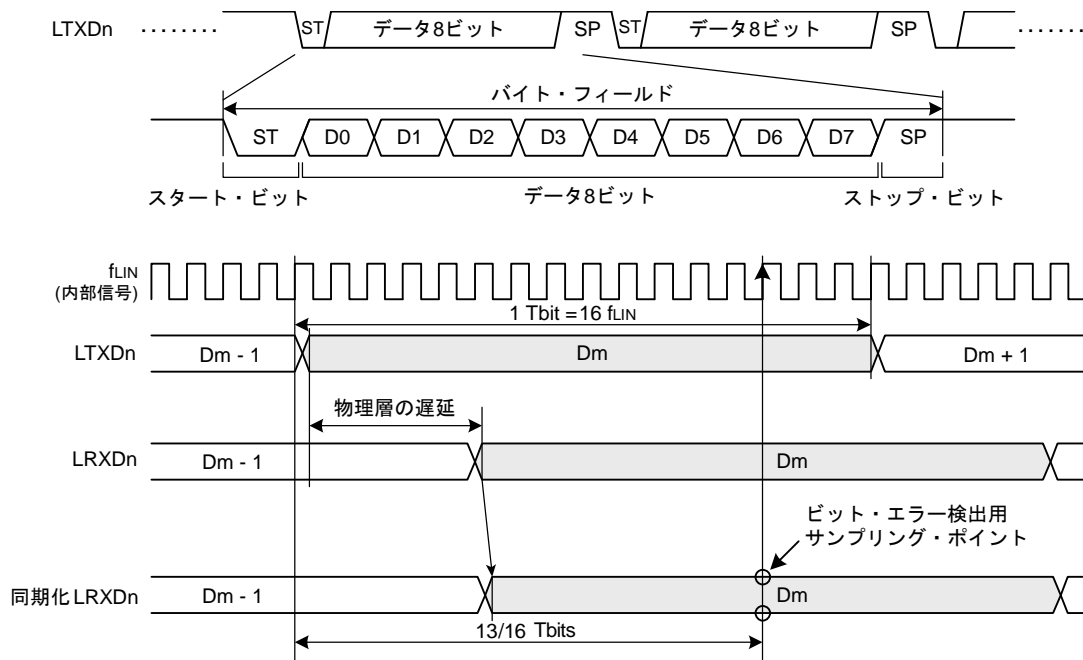 LTXDn ········ ST データ8ビット SP ST データ8ビット SP ········
バイト・フィールド
ST D0 D1 D2 D3 D4 D5 D6 D7 SP
スタート・ビット データ8ビット ストップ・ビット
fLIN
(内部信号)
1 Tbit =16 fLIN
LTXDn Dm - 1 Dm Dm + 1
物理層の遅延
LRXDn Dm - 1 Dm
ビット・エラー検出用
サンプリング・ポイント
同期化LRXDn Dm - 1 Dm
13/16 Tbits